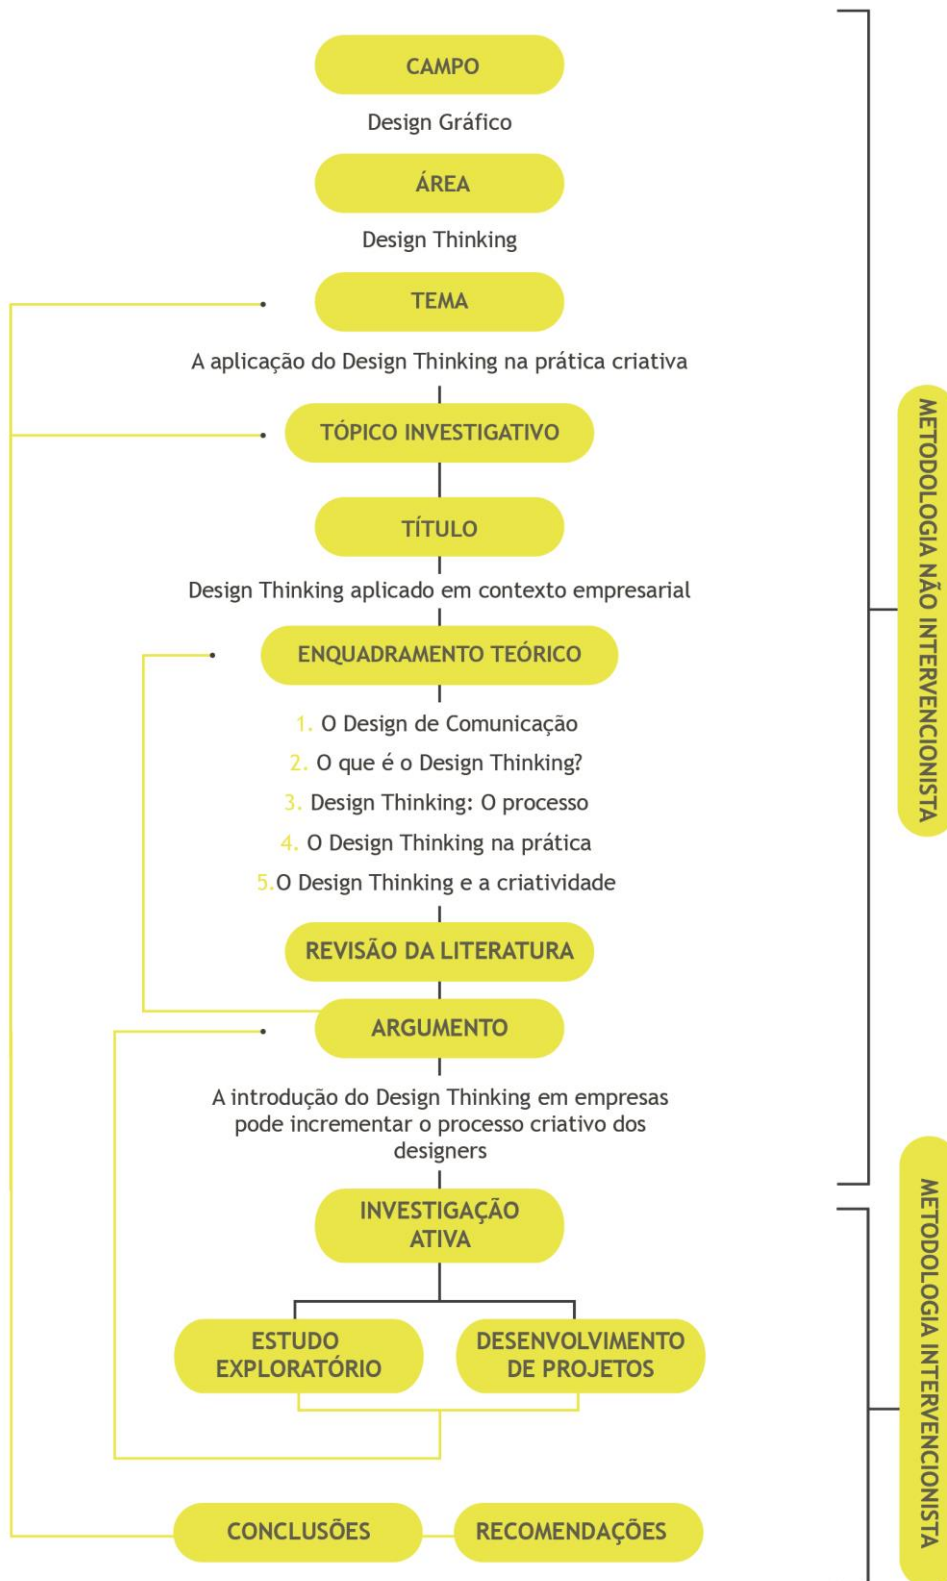 CAMPO
Design Gráfico
ÁREA
Design Thinking
TEMA
A aplicação do Design Thinking na prática criativa
TÓPICO INVESTIGATIVO
TÍTULO
Design Thinking aplicado em contexto empresarial
ENQUADRAMENTO TEÓRICO
1. O Design de Comunicação
2. O que é o Design Thinking?
3. Design Thinking: O processo
4. O Design Thinking na prática
5.O Design Thinking e a criatividade
REVISÃO DA LITERATURA
ARGUMENTO
A introdução do Design Thinking em empresas
pode incrementar o processo criativo dos
designers
INVESTIGAÇÃO
ATIVA
ESTUDO
EXPLORATÓRIO
DESENVOLVIMENTO
DE PROJETOS
CONCLUSÕES
RECOMENDAÇÕES
METODOLOGIA NÃO INTERVENCIONISTA
METODOLOGIA INTERVENCIONISTA